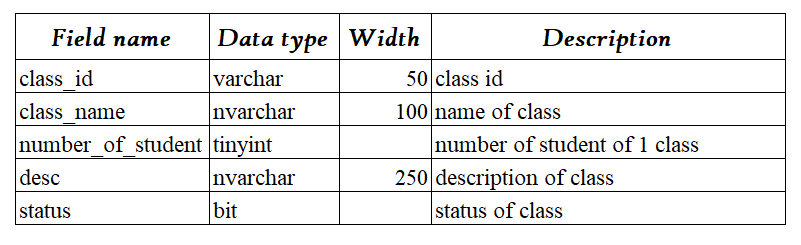 Field name Data type Width Description
class_id varchar 50 class id
class_name nvarchar 100 name of class
number_of_student tinyint number of student of 1 class
desc nvarchar 250 description of class
status bit status of class